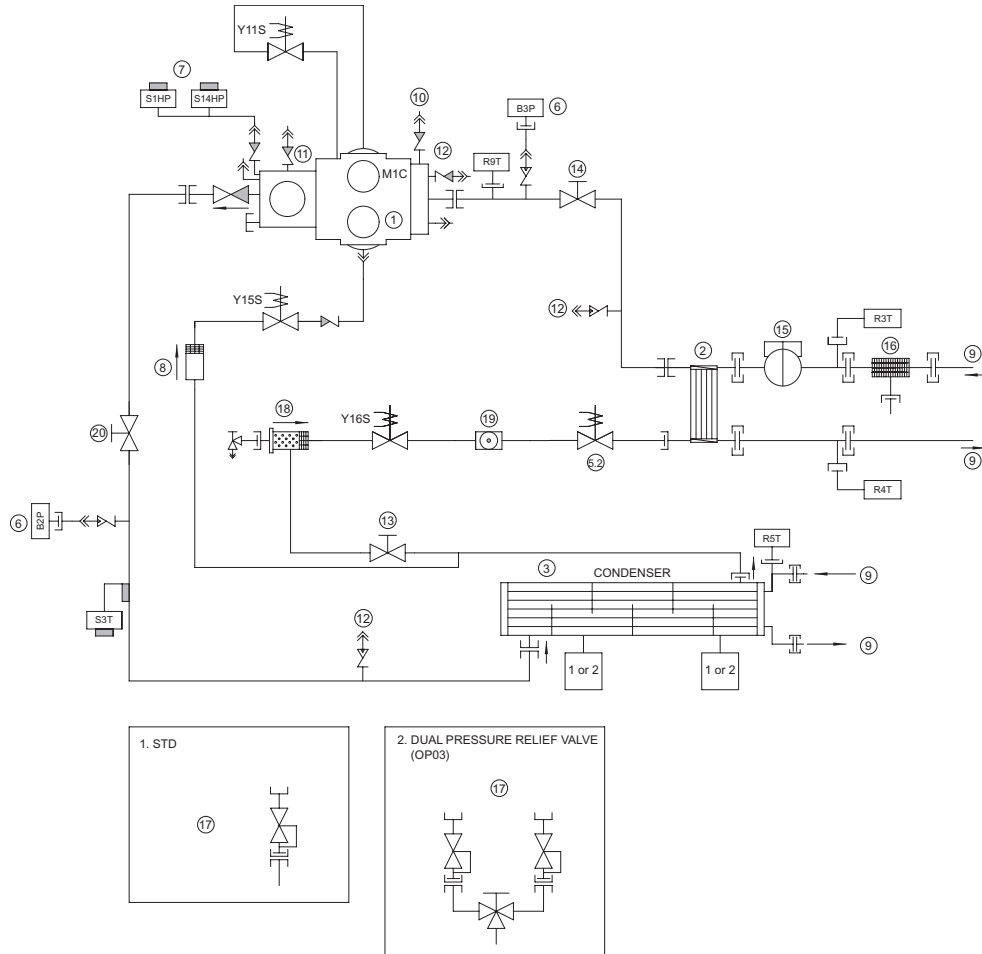 Y11S
7
S1HP S14HP
10
B3P 6
11
12
R9T
14
M1C
1
Y15S
12
R3T
15
2
16
9
8
18
Y16S
19
20
5.2
9
R4T
6 B2P
13
R5T
3 CONDENSER
9
S3T
12
9
1 or 2 1 or 2
1. STD
17
2. DUAL PRESSURE RELIEF VALVE
(OP03)
17